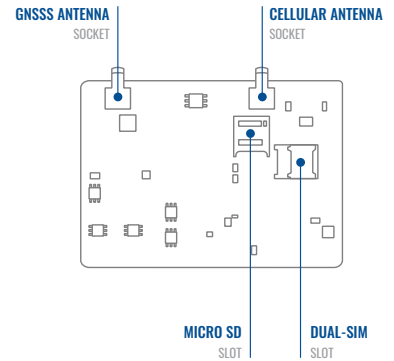 GNSSS ANTENNA
SOCKET
CELLULAR ANTENNA
SOCKET
MICRO SD
SLOT
DUAL-SIM
SLOT